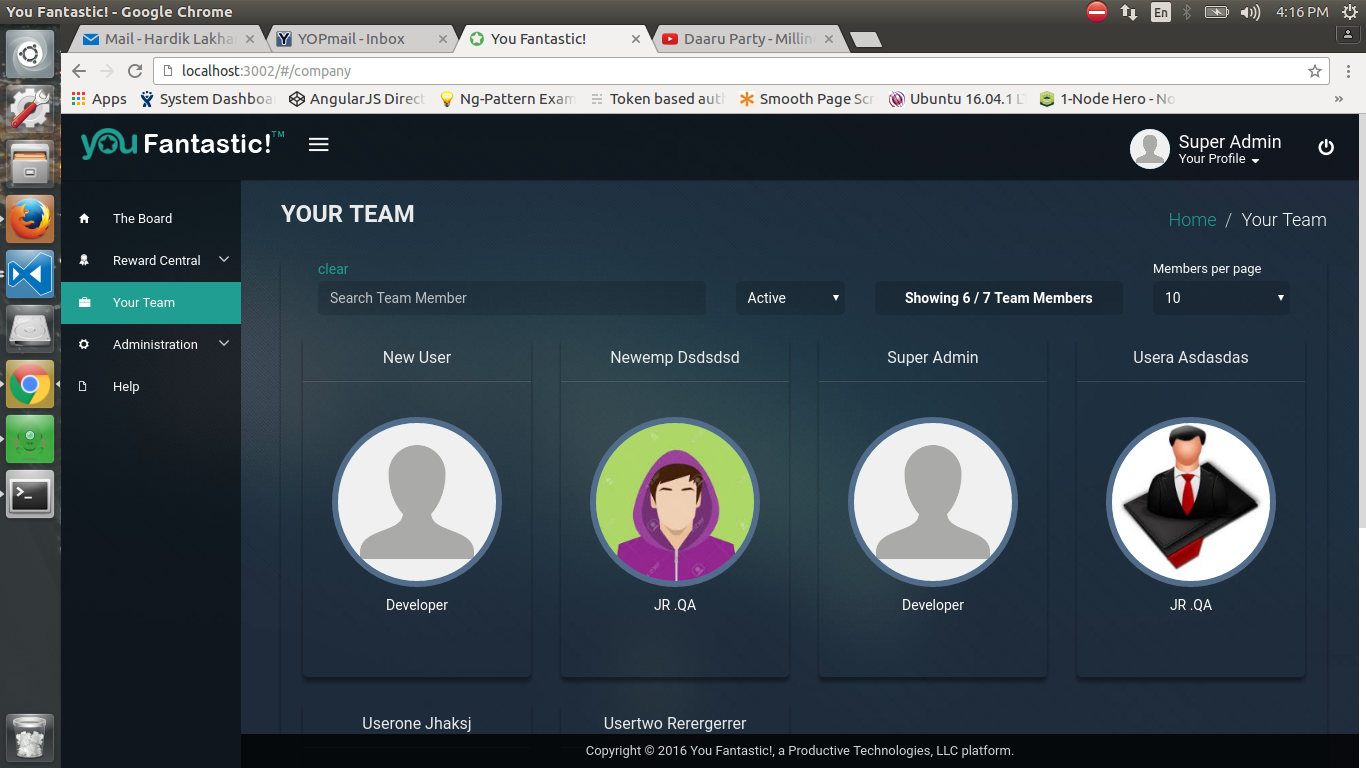 You Fantastic! - Google Chrome
En
4:16 PM
Mail - Hardik Lakha
YOPmail - Inbox
You Fantastic!
Daaru Party - Millin
localhost:3002/#/company
Apps
System Dashboa
AngularJS Direct
Ng-Pattern Exam
Token based aut
Smooth Page Scr
Ubuntu 16.04.1 LT
1-Node Hero - No
»
you Fantastic!™
Super Admin
Your Profile
The Board
Reward Central
Your Team
Administration
Help
YOUR TEAM
Home / Your Team
clear
Members per page
Search Team Member
Active
Showing 6 / 7 Team Members
10
New User
Newemp Dsdsdsd
Super Admin
Usera Asdasdas
Developer
JR .QA
Developer
JR .QA
Userone Jhaksj
Usertwo Rerergerrer
Copyright © 2016 You Fantastic!, a Productive Technologies, LLC platform.